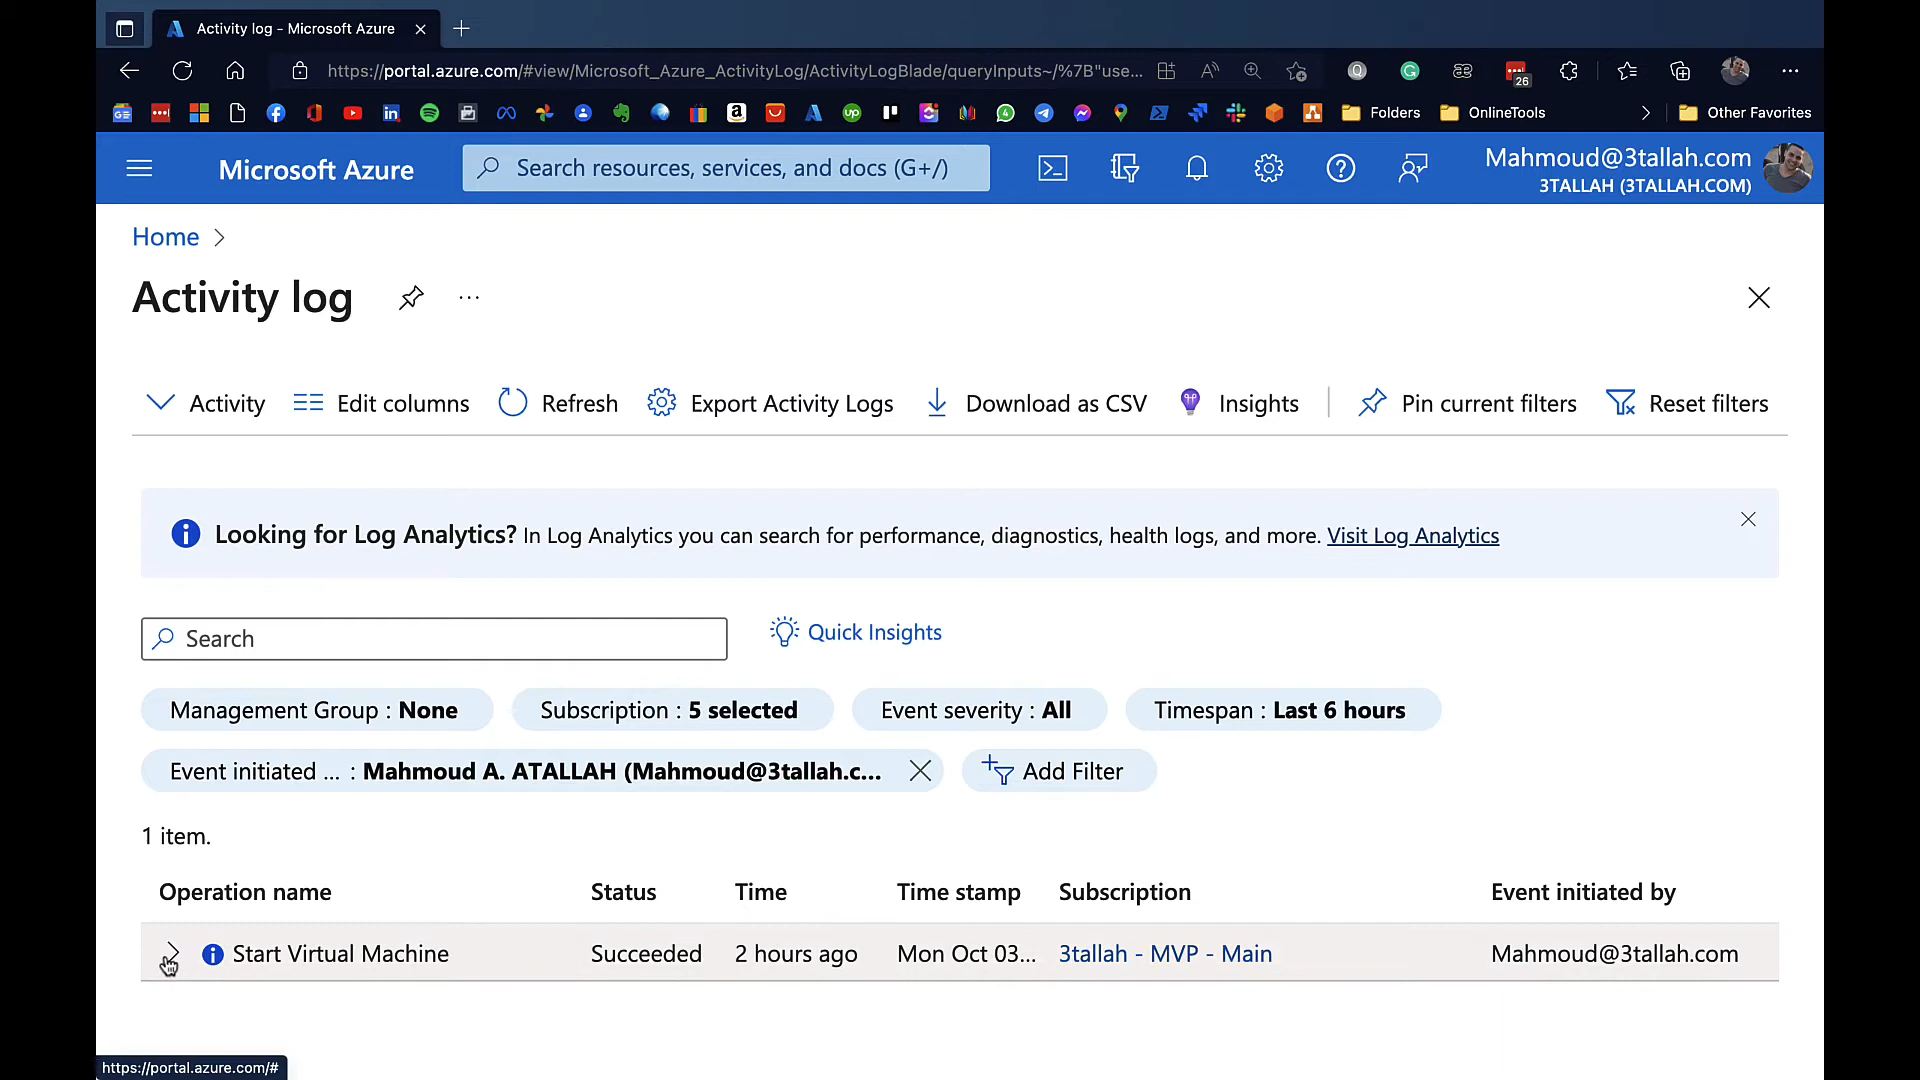 Activity log - Microsoft Azure
https://portal.azure.com/#view/Microsoft_Azure_ActivityLog/ActivityLogBlade/queryInputs~/%7B"use...
26
Folders
OnlineTools
Other Favorites
Microsoft Azure
Search resources, services, and docs (G+/)
Mahmoud@3tallah.com
3TALLAH (3TALLAH.COM)
Home
Activity log
Activity
Edit columns
Refresh
Export Activity Logs
Download as CSV
Insights
Pin current filters
Reset filters
Looking for Log Analytics? In Log Analytics you can search for performance, diagnostics, health logs, and more. Visit Log Analytics
Search
Quick Insights
Management Group : None
Subscription : 5 selected
Event severity : All
Timespan : Last 6 hours
Event initiated ... : Mahmoud A. ATALLAH (Mahmoud@3tallah.c...
Add Filter
1 item.
Operation name Status Time Time stamp Subscription Event initiated by
Start Virtual Machine Succeeded 2 hours ago Mon Oct 03... 3tallah - MVP - Main Mahmoud@3tallah.com
https://portal.azure.com/#